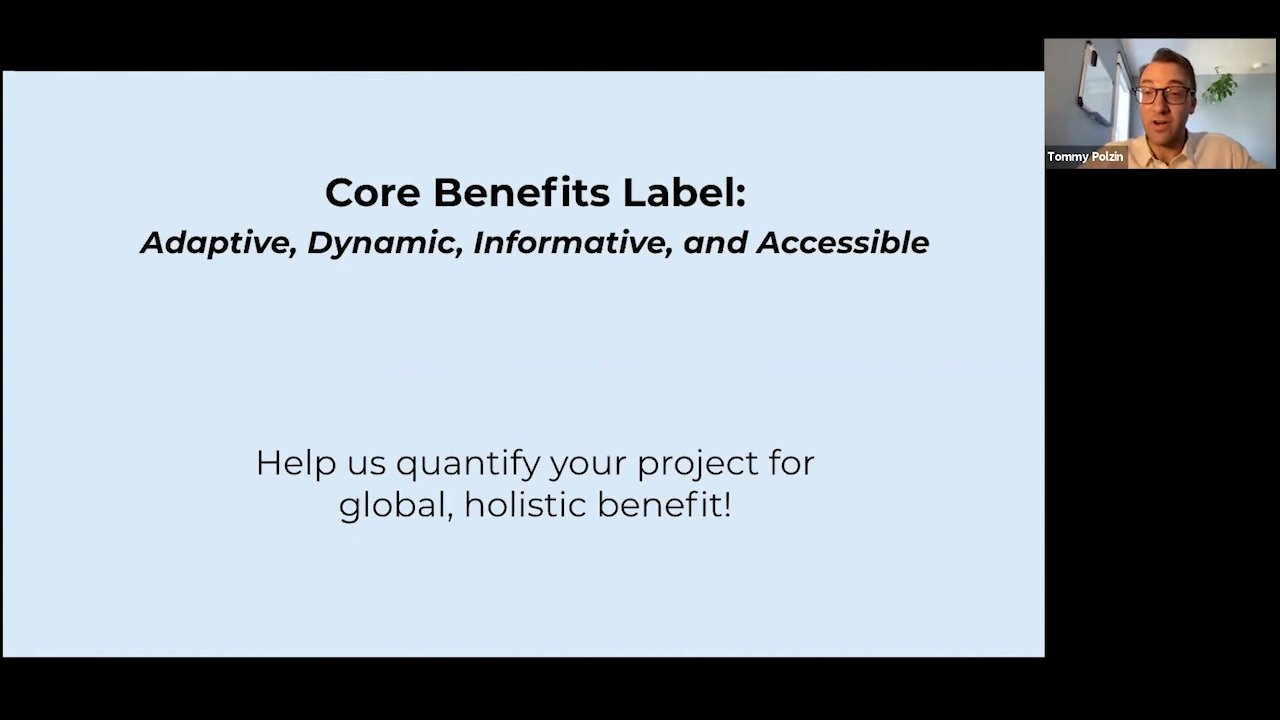 Core Benefits Label:
Adaptive, Dynamic, Informative, and Accessible
Help us quantify your project for
global, holistic benefit!
Tommy Polzin